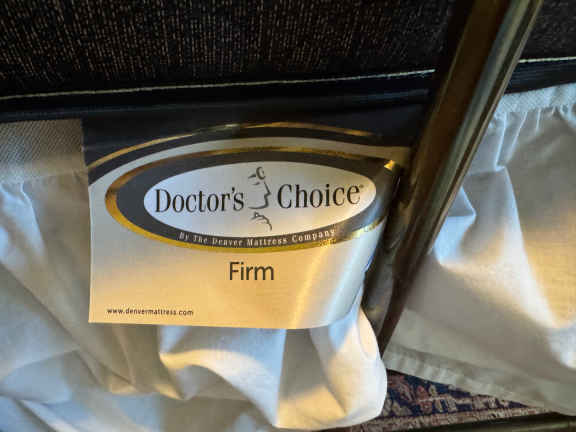 Doctor's Choice®
By The Denver Mattress Company
Firm
www.denvermattress.com